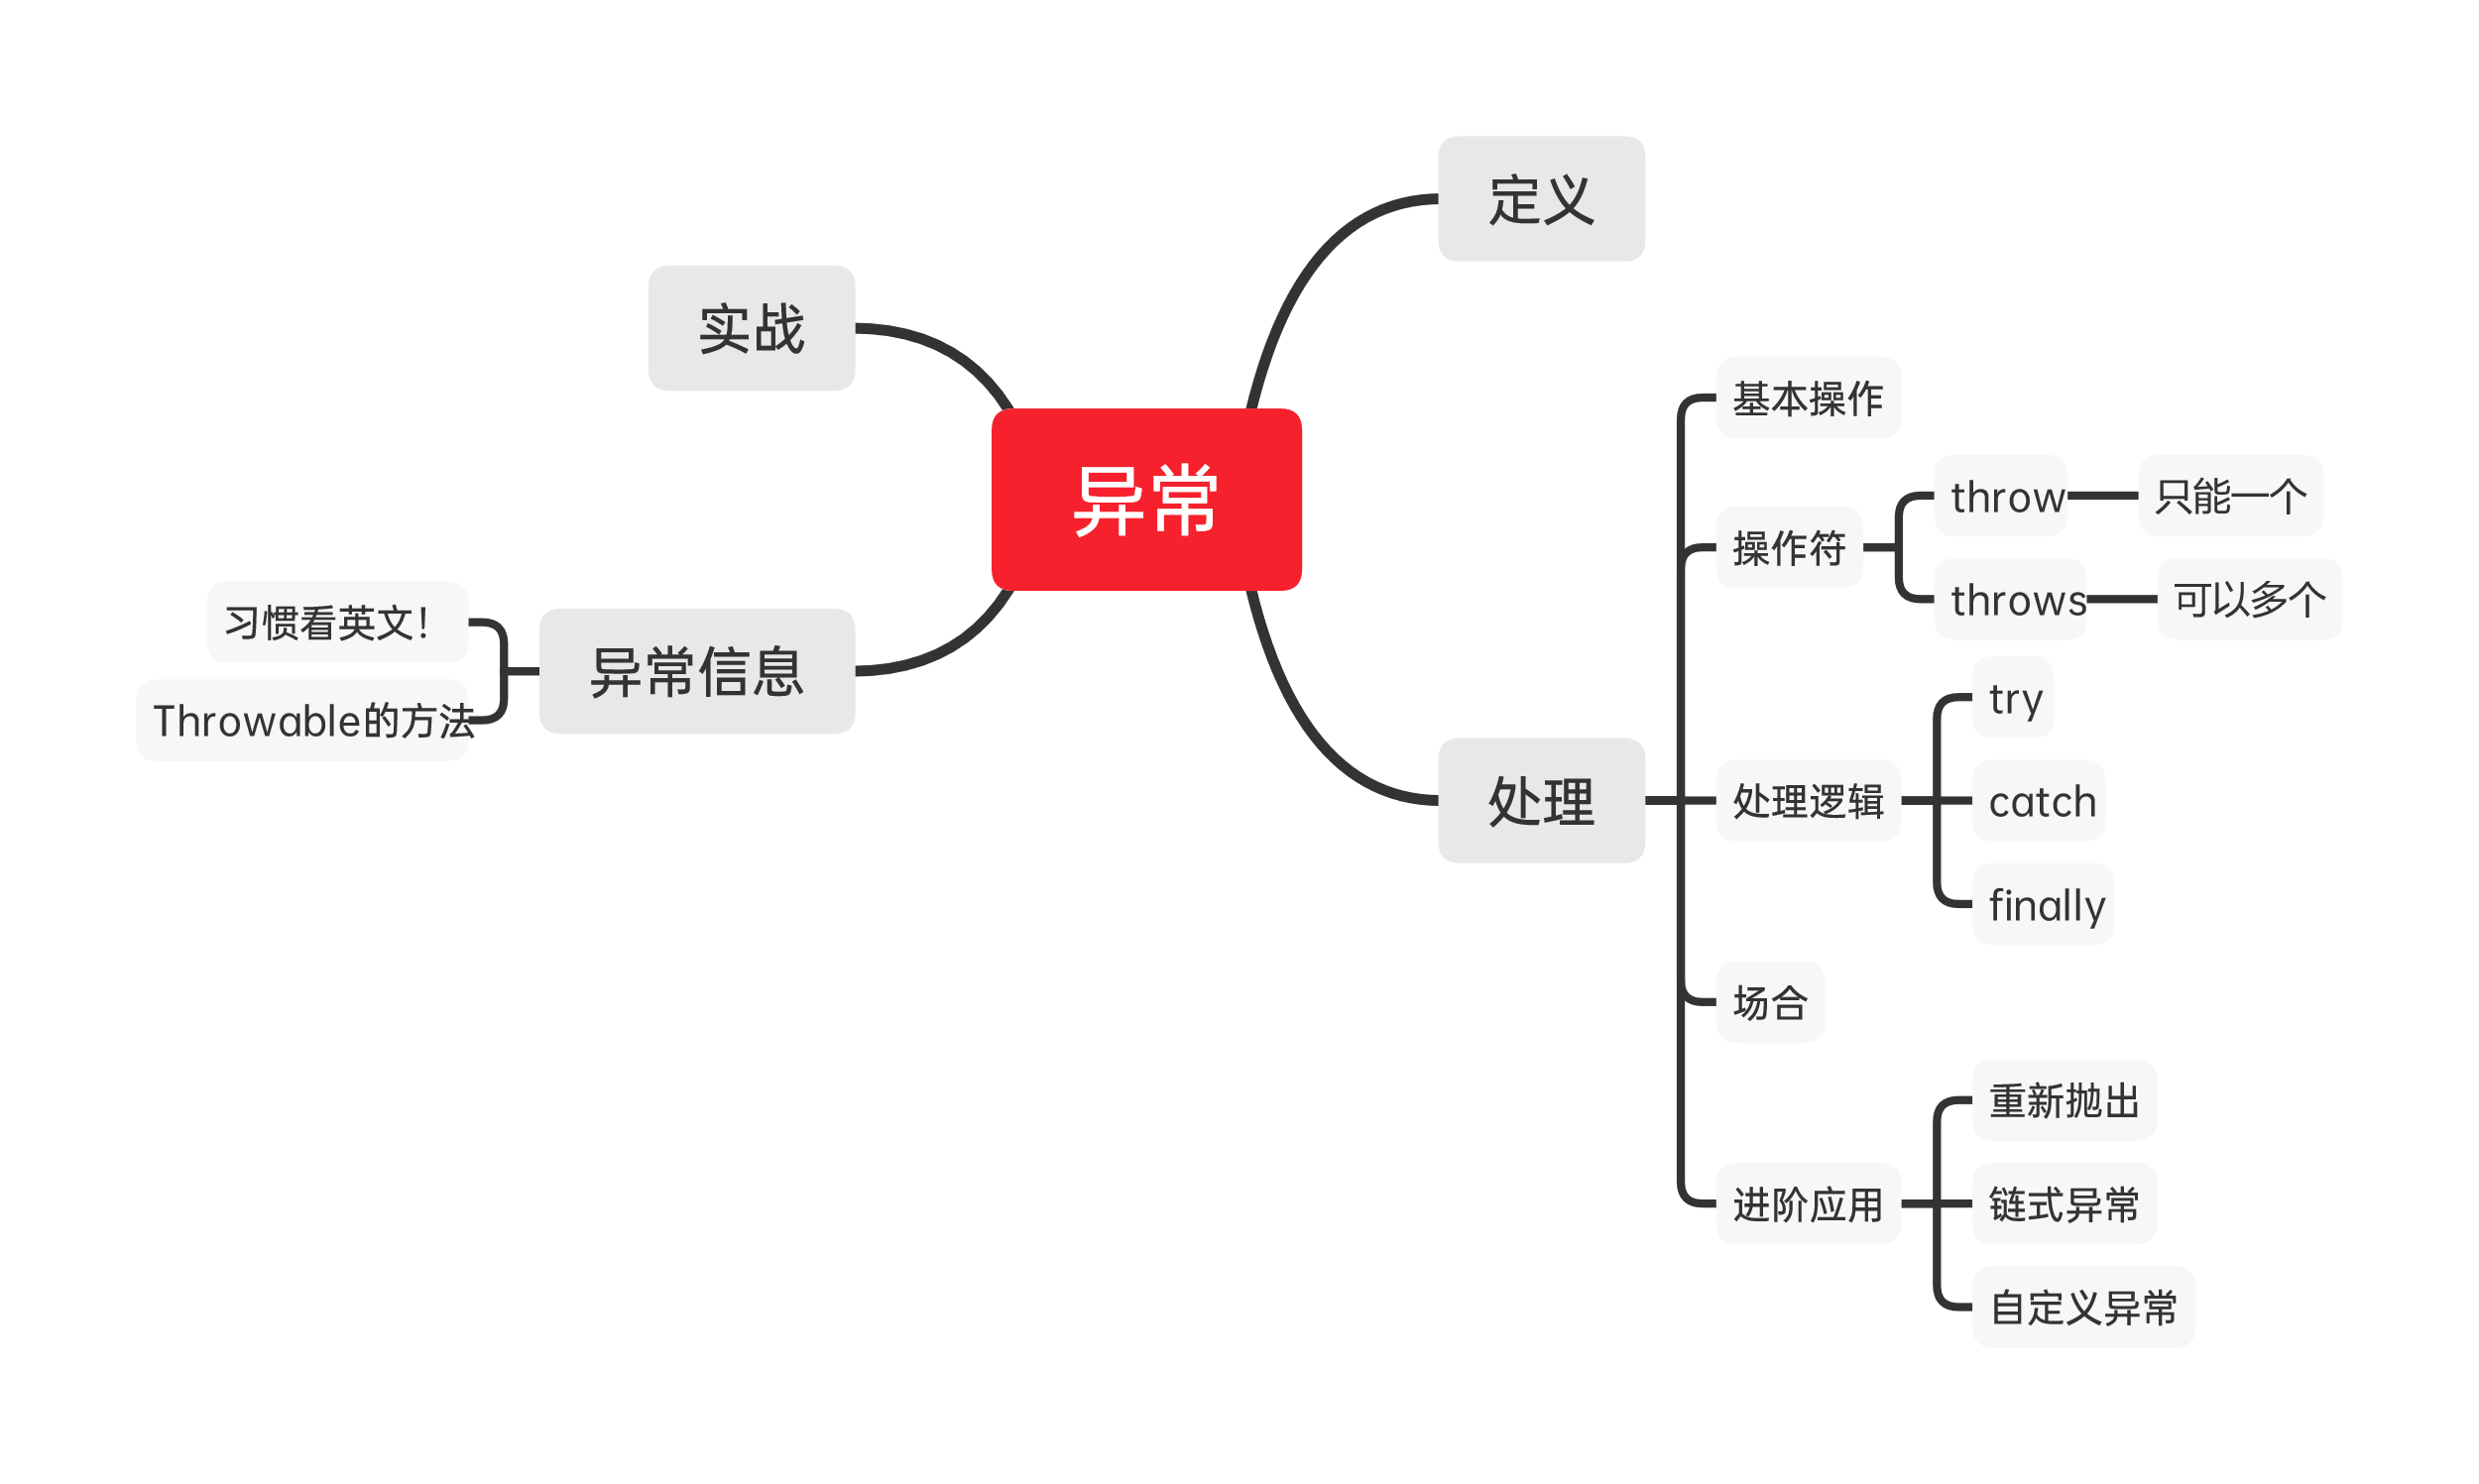 异常
定义
处理
基本操作
操作符
throw
只能一个
throws
可以多个
处理逻辑
try
catch
finally
场合
进阶应用
重新抛出
链式异常
自定义异常
实战
异常信息
习惯看英文！
Throwable的方法